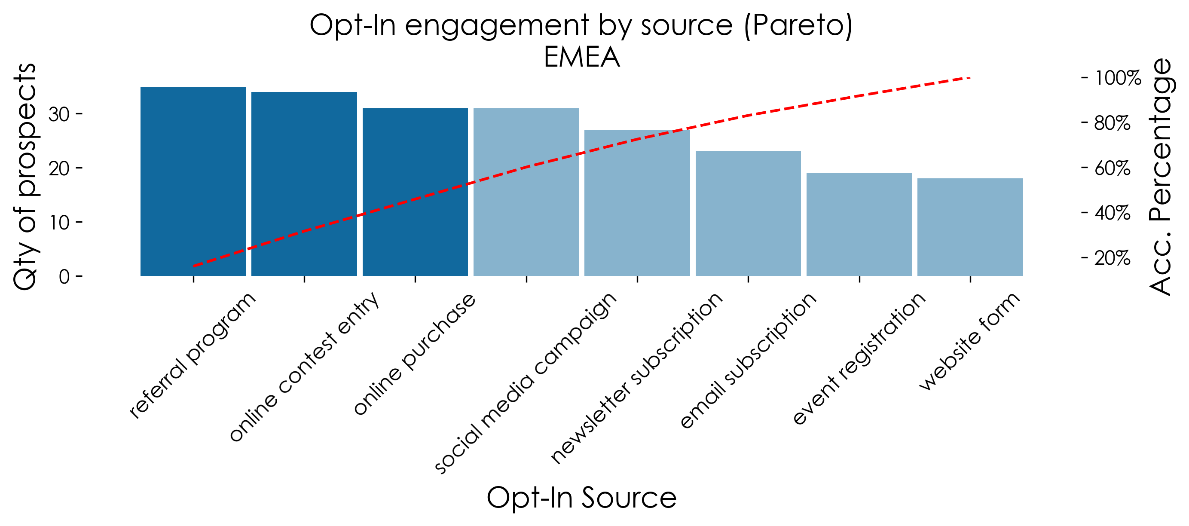 Opt-In engagement by source (Pareto)
EMEA
Qty of prospects
30
20
10
0
100%
80%
60%
40%
20%
Acc. Percentage
referral program
online contest entry
online purchase
social media campaign
newsletter subscription
email subscription
event registration
website form
Opt-In Source